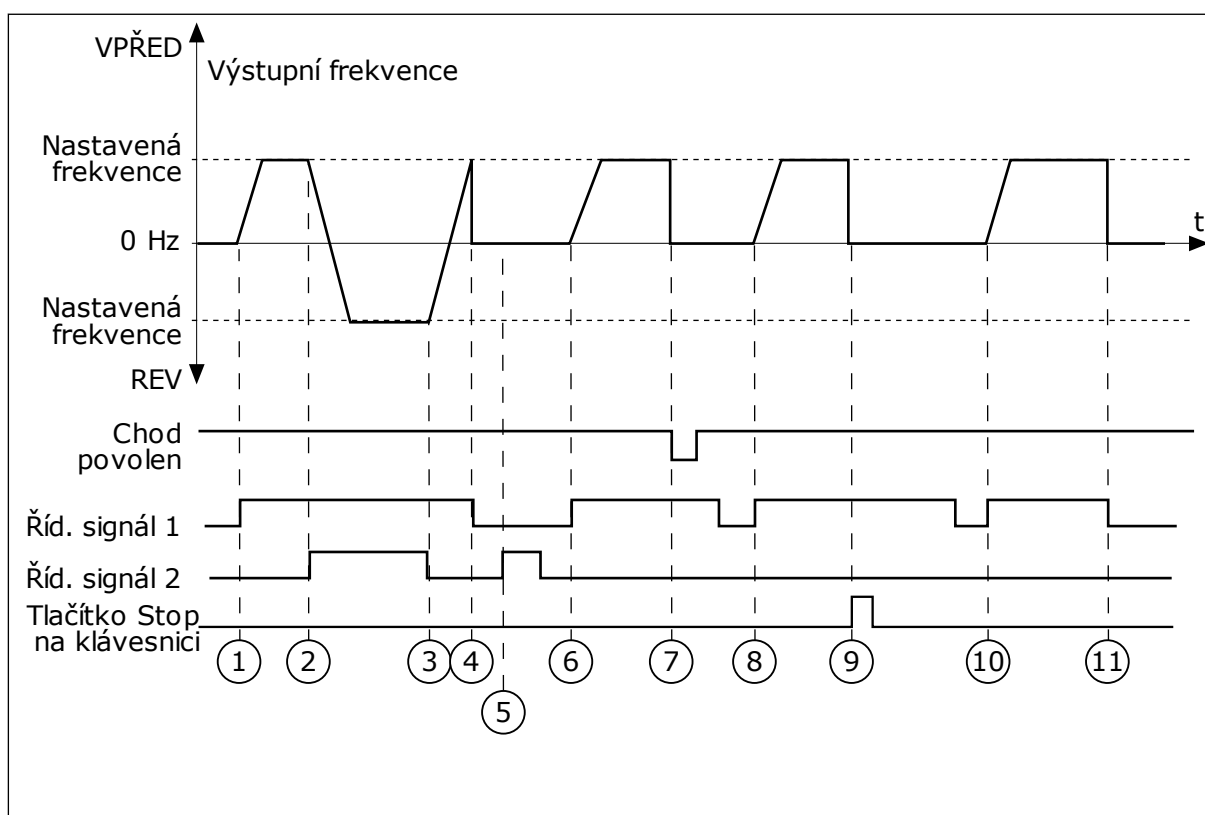 VPŘED
Výstupní frekvence
Nastavená
frekvence
0 Hz
t
Nastavená
frekvence
REV
Chod
povolen
Říd. signál 1
Říd. signál 2
Tlačítko Stop
na klávesnici
1 2 3 4 6 7 8 9 10 11
5